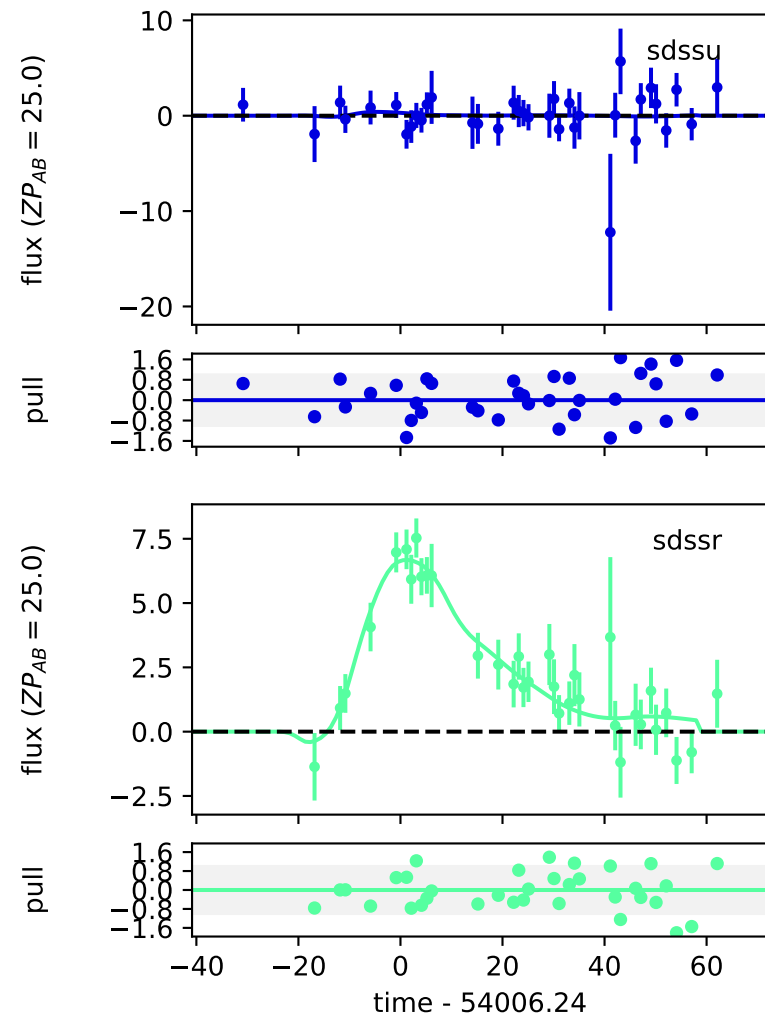 10
sdssu
0
−10
−20
flux (ZP_AB = 25.0)
1.6
0.8
0.0
−0.8
−1.6
pull
7.5
sdssr
5.0
2.5
0.0
−2.5
flux (ZP_AB = 25.0)
1.6
0.8
0.0
−0.8
−1.6
pull
−40 −20 0 20 40 60
time - 54006.24